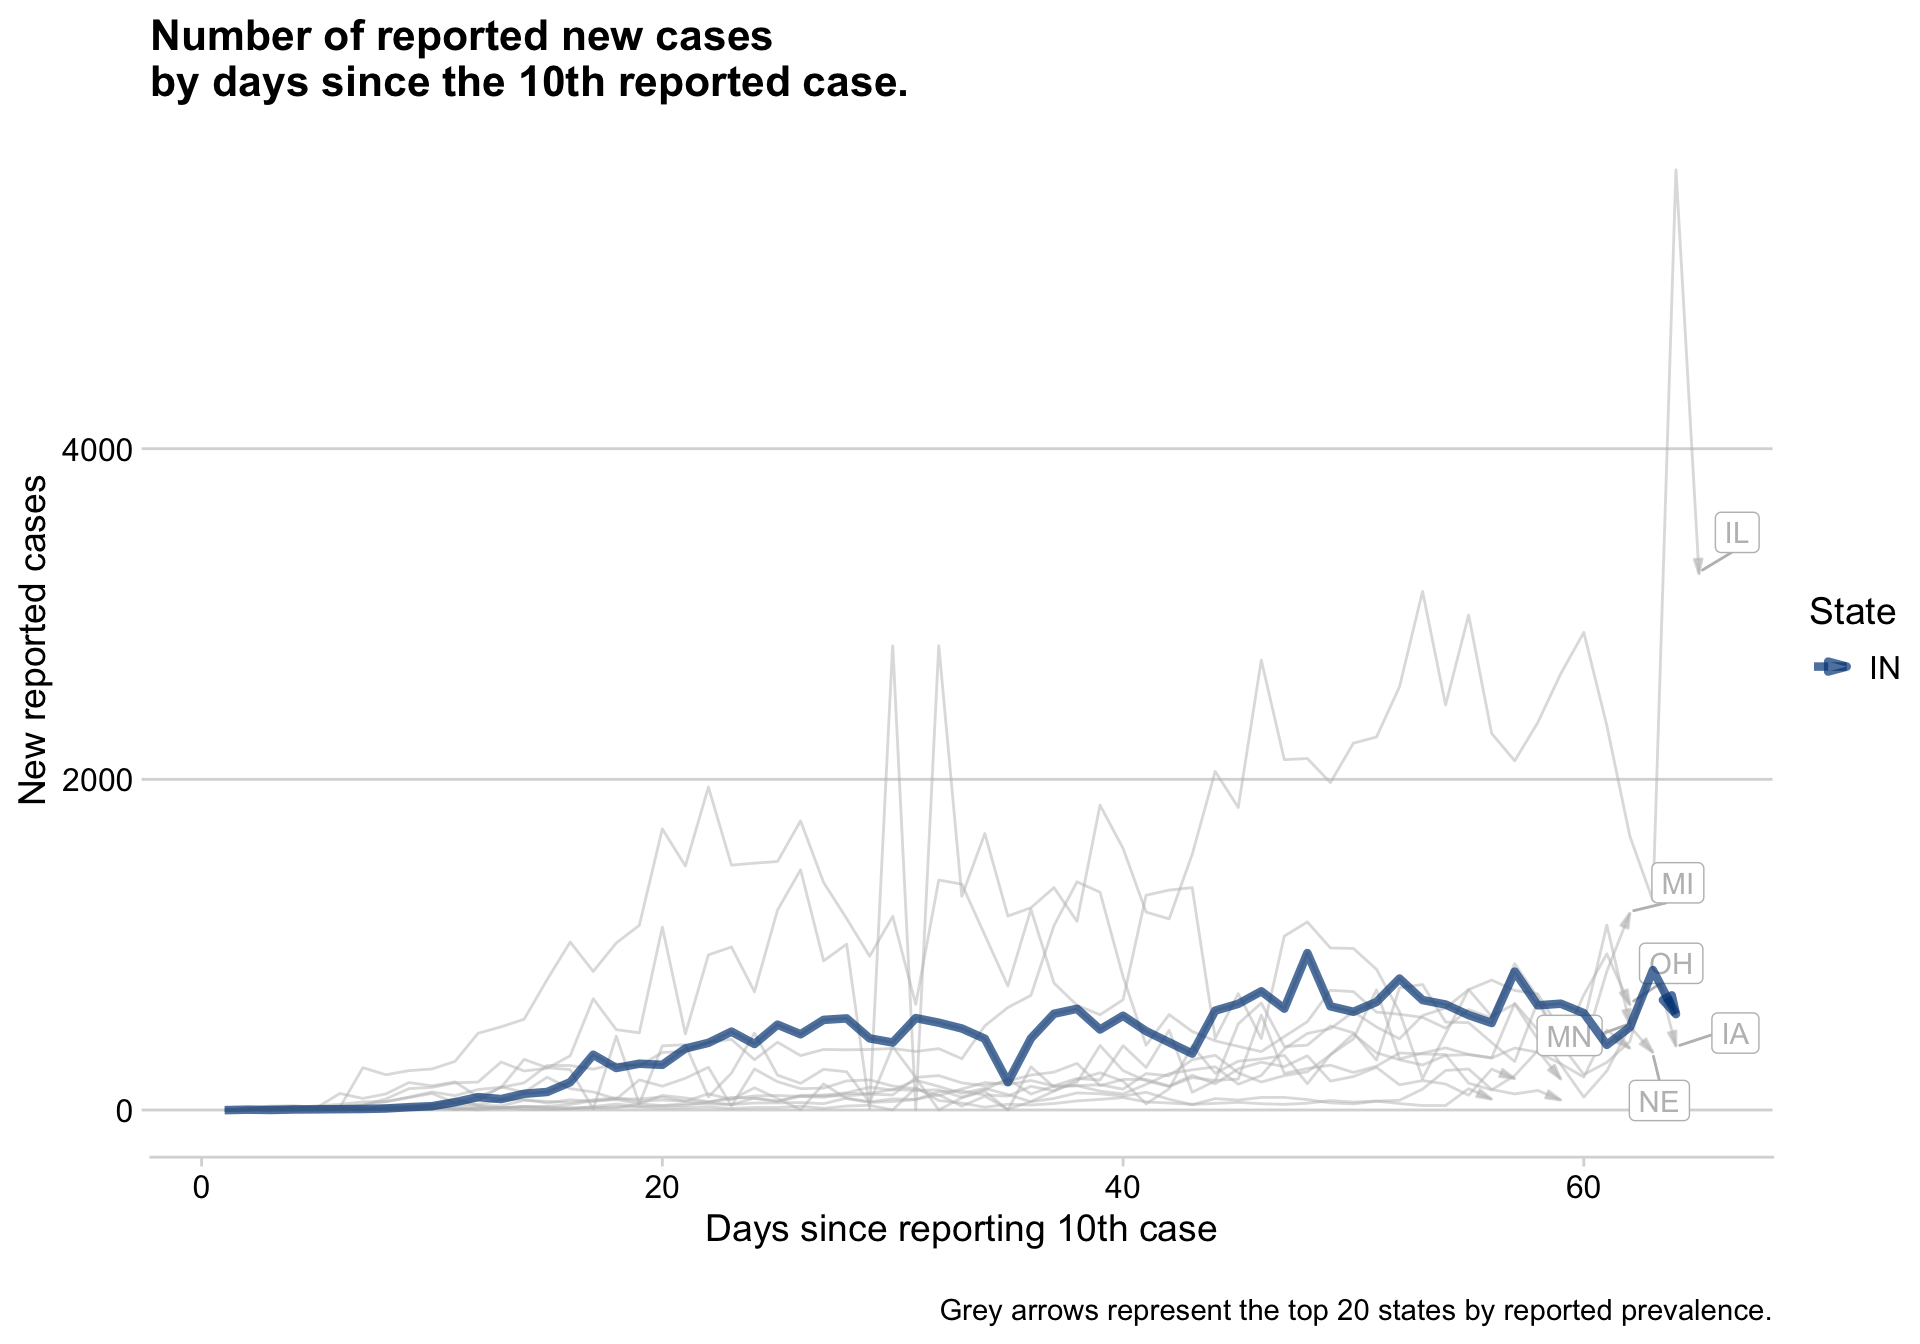 Number of reported new cases
by days since the 10th reported case.
New reported cases
4000
2000
0
0
20
40
60
Days since reporting 10th case
IL
MI
OH
MN
IA
NE
State
IN
Grey arrows represent the top 20 states by reported prevalence.